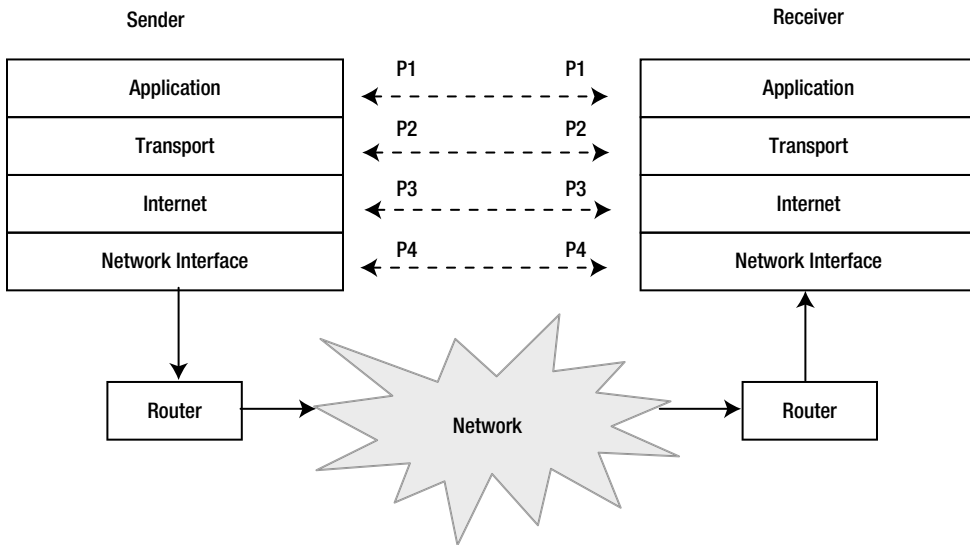 Sender
Receiver
Application
P1
P1
Application
Transport
P2
P2
Transport
Internet
P3
P3
Internet
Network Interface
P4
P4
Network Interface
Router
Network
Router